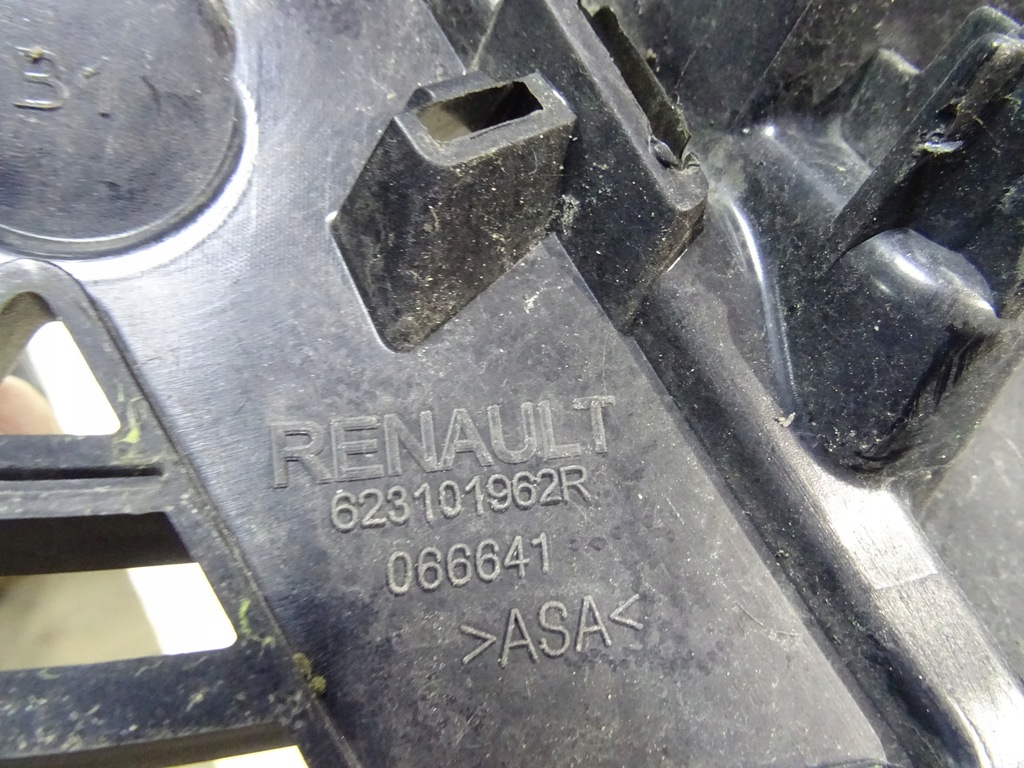 B
RENAULT
623101962R
066641
>ASA<